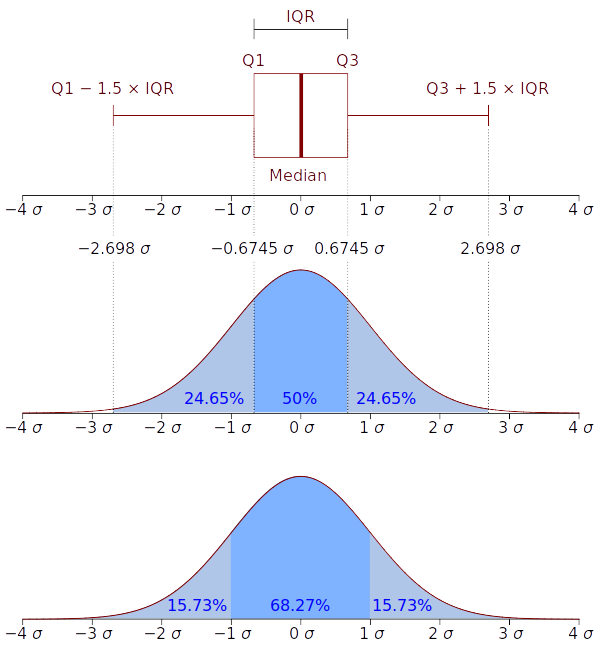 IQR
Q1 Q3
Q1 − 1.5 × IQR Q3 + 1.5 × IQR
Median
−4 σ −3 σ −2 σ −1 σ 0 σ 1 σ 2 σ 3 σ 4 σ
−2.698 σ −0.6745 σ 0.6745 σ 2.698 σ
24.65% 50% 24.65%
−4 σ −3 σ −2 σ −1 σ 0 σ 1 σ 2 σ 3 σ 4 σ
15.73% 68.27% 15.73%
−4 σ −3 σ −2 σ −1 σ 0 σ 1 σ 2 σ 3 σ 4 σ